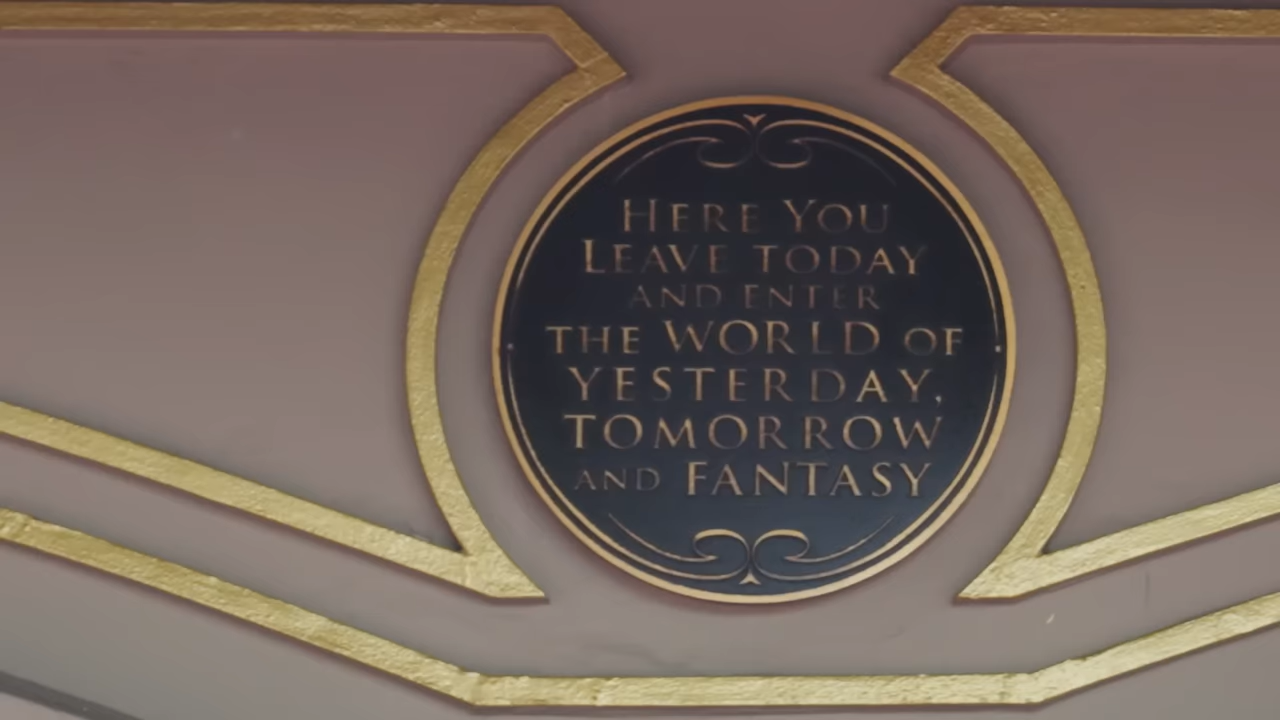 HERE YOU
LEAVE TODAY
AND ENTER
THE WORLD OF
YESTERDAY,
TOMORROW
AND FANTASY